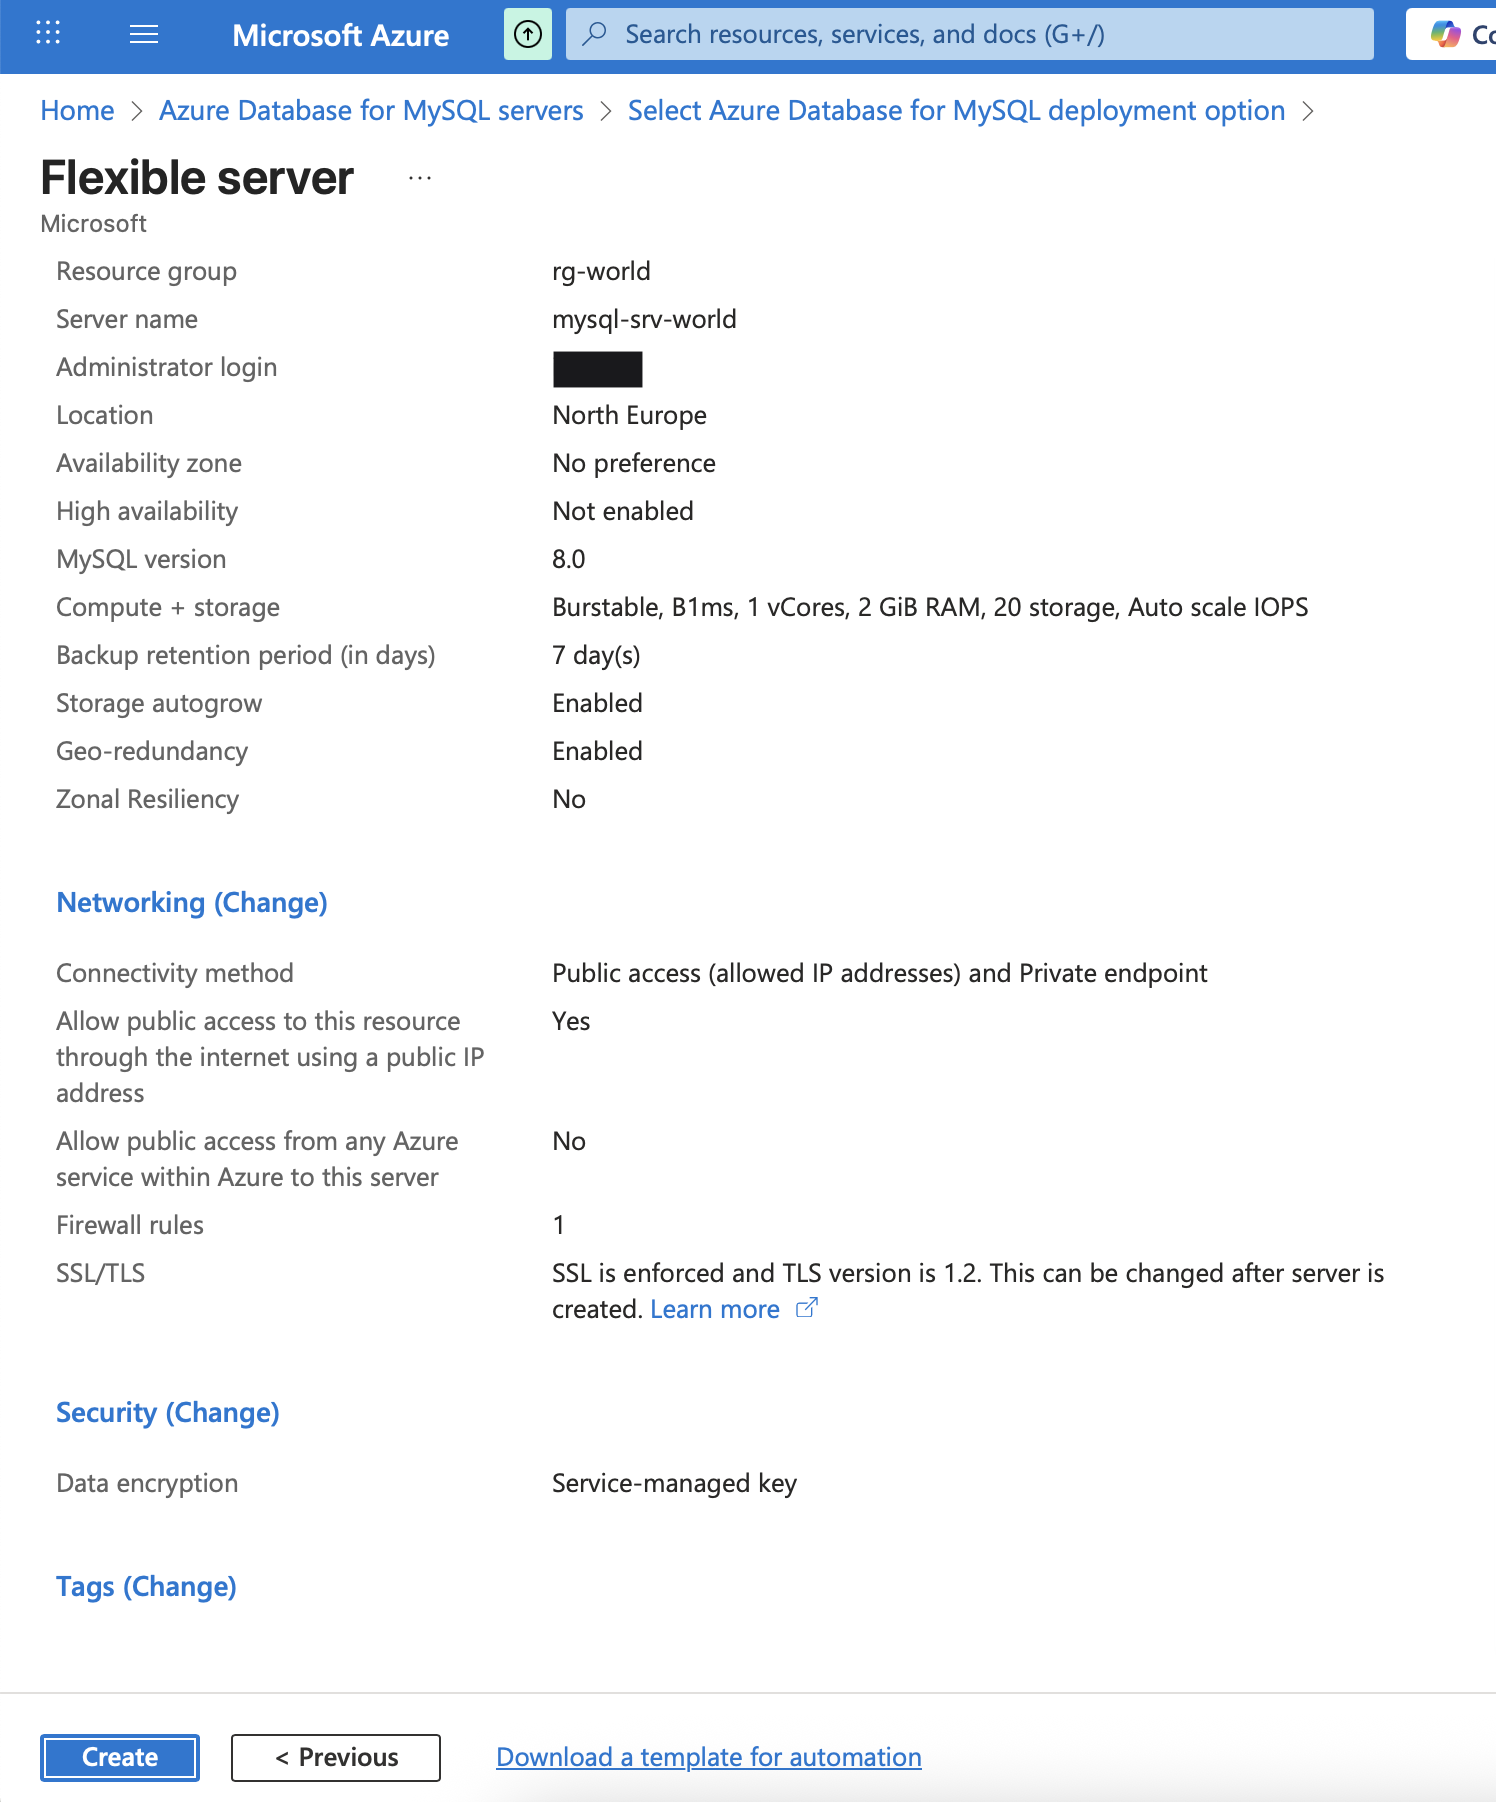 Microsoft Azure
Search resources, services, and docs (G+/)
Home > Azure Database for MySQL servers > Select Azure Database for MySQL deployment option >
Flexible server ...
Microsoft
Resource group rg-world
Server name mysql-srv-world
Administrator login
Location North Europe
Availability zone No preference
High availability Not enabled
MySQL version 8.0
Compute + storage Burstable, B1ms, 1 vCores, 2 GiB RAM, 20 storage, Auto scale IOPS
Backup retention period (in days) 7 day(s)
Storage autogrow Enabled
Geo-redundancy Enabled
Zonal Resiliency No
Networking (Change)
Connectivity method Public access (allowed IP addresses) and Private endpoint
Allow public access to this resource Yes
through the internet using a public IP
address
Allow public access from any Azure No
service within Azure to this server
Firewall rules 1
SSL/TLS SSL is enforced and TLS version is 1.2. This can be changed after server is
created. Learn more
Security (Change)
Data encryption Service-managed key
Tags (Change)
Create < Previous Download a template for automation